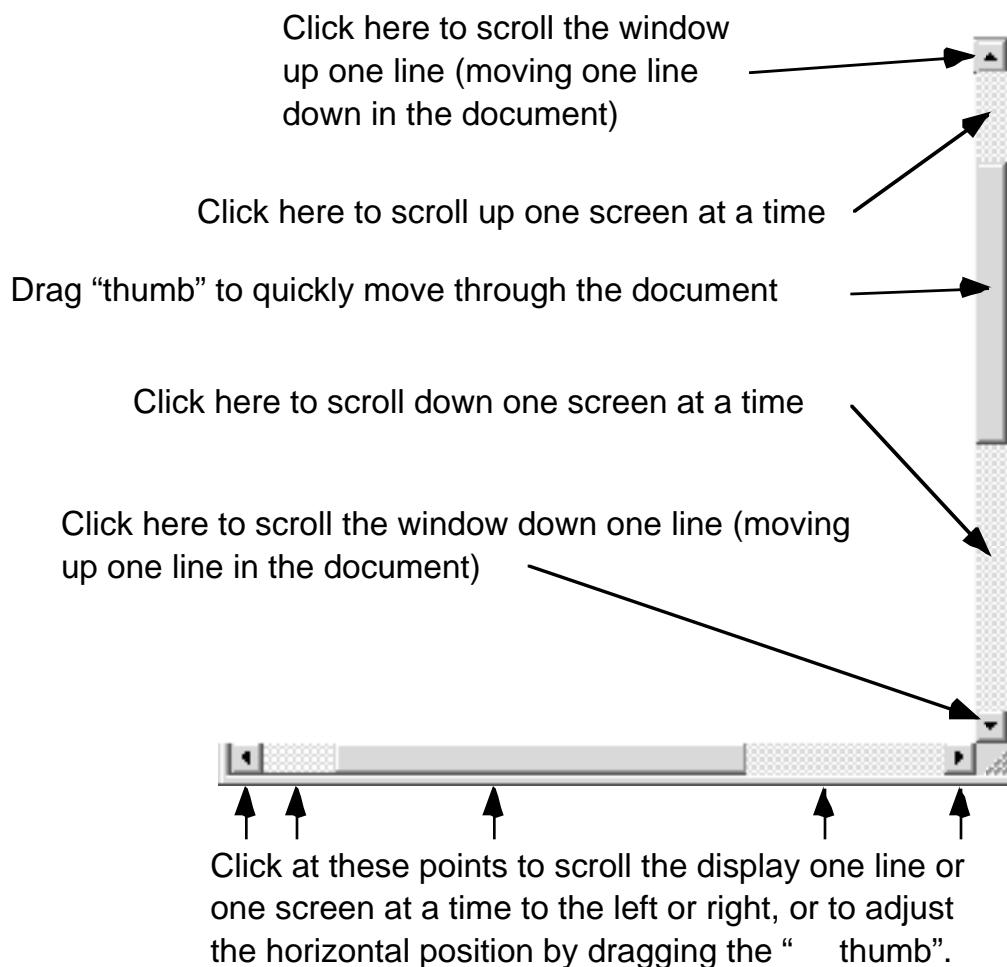 Click here to scroll the window
up one line (moving one line
down in the document)
Click here to scroll up one screen at a time
Drag “thumb” to quickly move through the document
Click here to scroll down one screen at a time
Click here to scroll the window down one line (moving
up one line in the document)
Click at these points to scroll the display one line or
one screen at a time to the left or right, or to adjust
the horizontal position by dragging the “ thumb”.